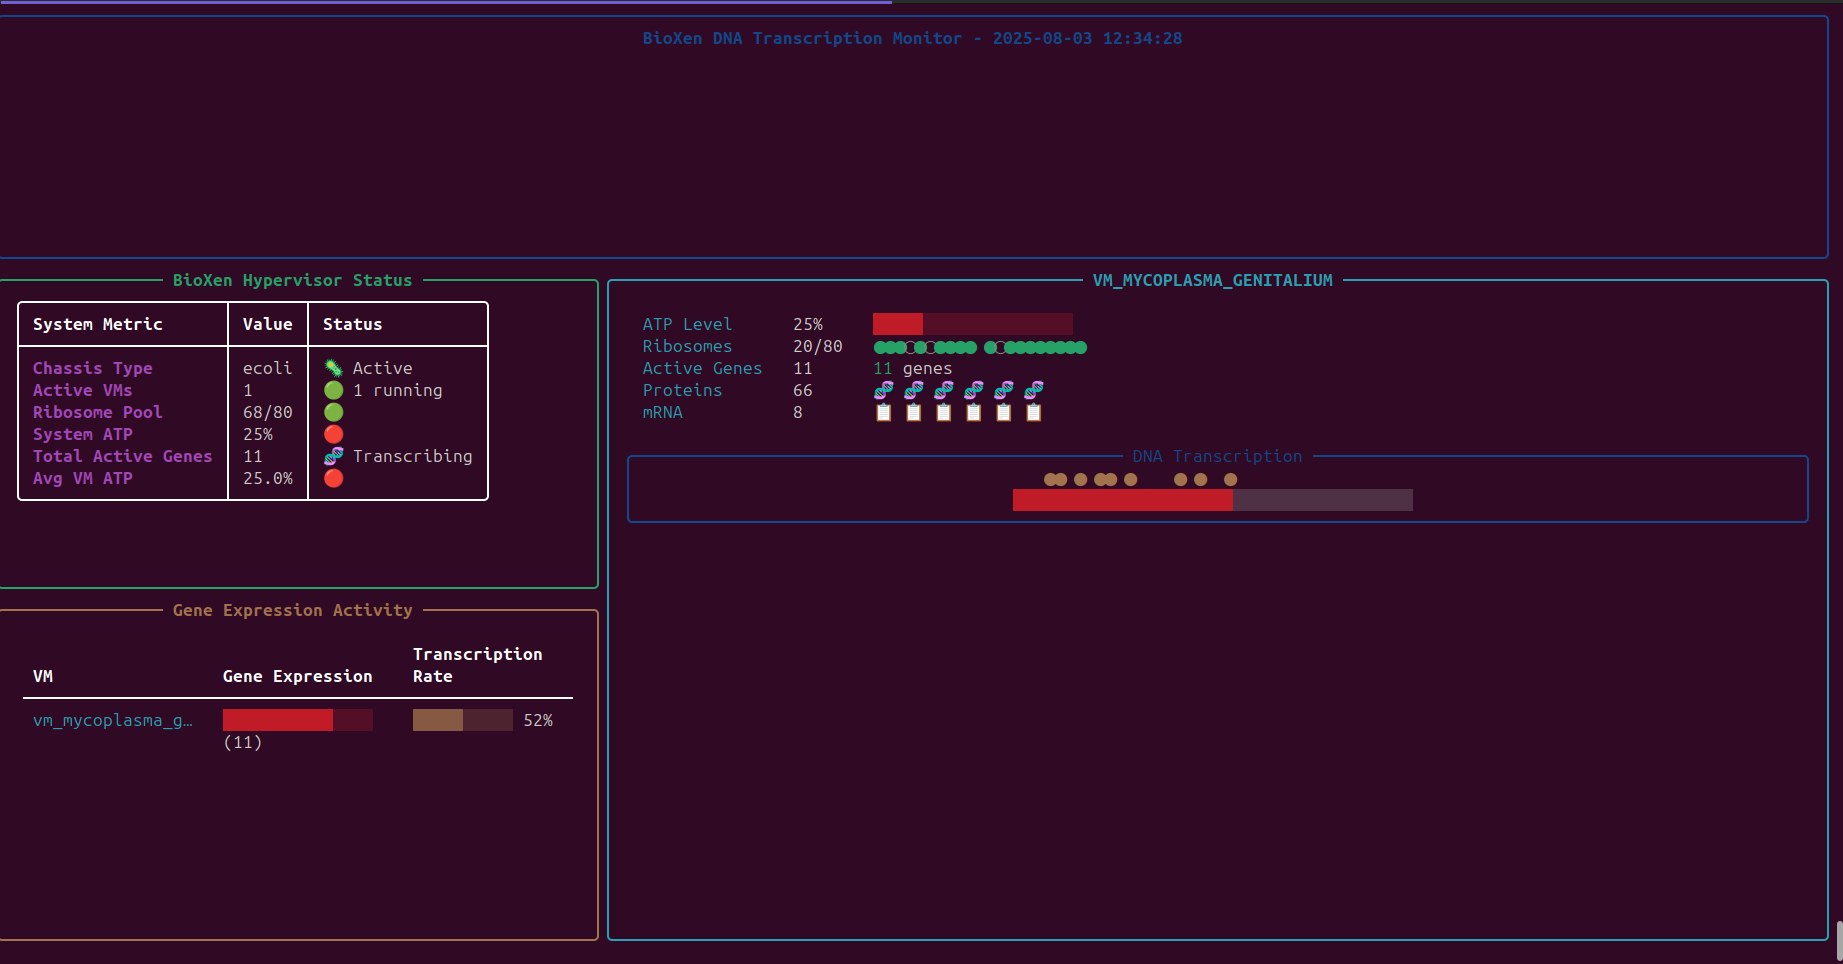 BioXen DNA Transcription Monitor - 2025-08-03 12:34:28
BioXen Hypervisor Status
System Metric Value Status
Chassis Type ecoli 🦠 Active
Active VMs 1 🟢 1 running
Ribosome Pool 68/80 🟢
System ATP 25% 🔴
Total Active Genes 11 🧬 Transcribing
Avg VM ATP 25.0% 🔴
Gene Expression Activity
VM Gene Expression Transcription Rate
vm_mycoplasma_g… 52%
(11)
VM_MYCOPLASMA_GENITALIUM
ATP Level 25%
Ribosomes 20/80
Active Genes 11 11 genes
Proteins 66 🧬 🧬 🧬 🧬 🧬 🧬
mRNA 8 📋 📋 📋 📋 📋 📋
DNA Transcription